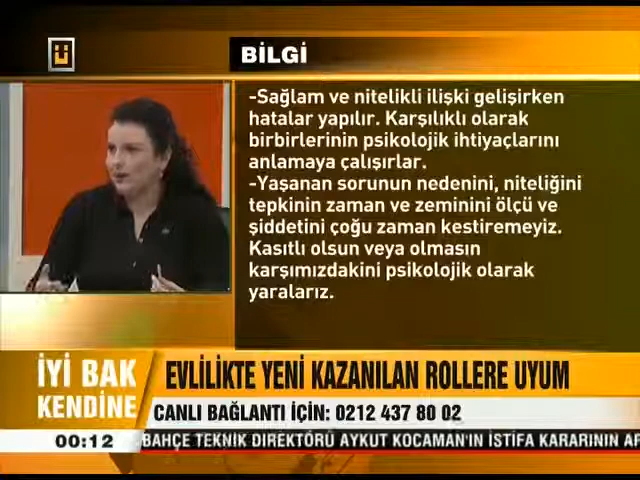 Ü
BİLGİ
-Sağlam ve nitelikli ilişki gelişirken
hatalar yapılır. Karşılıklı olarak
birbirlerinin psikolojik ihtiyaçlarını
anlamaya çalışırlar.
-Yaşanan sorunun nedenini, niteliğini
tepkinin zaman ve zeminini ölçü ve
şiddetini çoğu zaman kestiremeyiz.
Kasıtlı olsun veya olmasın
karşımızdakini psikolojik olarak
yaralarız.
İYİ BAK
KENDİNE
EVLİLİKTE YENİ KAZANILAN ROLLERE UYUM
CANLI BAĞLANTI İÇİN: 0212 437 80 02
00:12
BAHÇE TEKNİK DİREKTÖRÜ AYKUT KOCAMAN'IN İSTİFA KARARININ